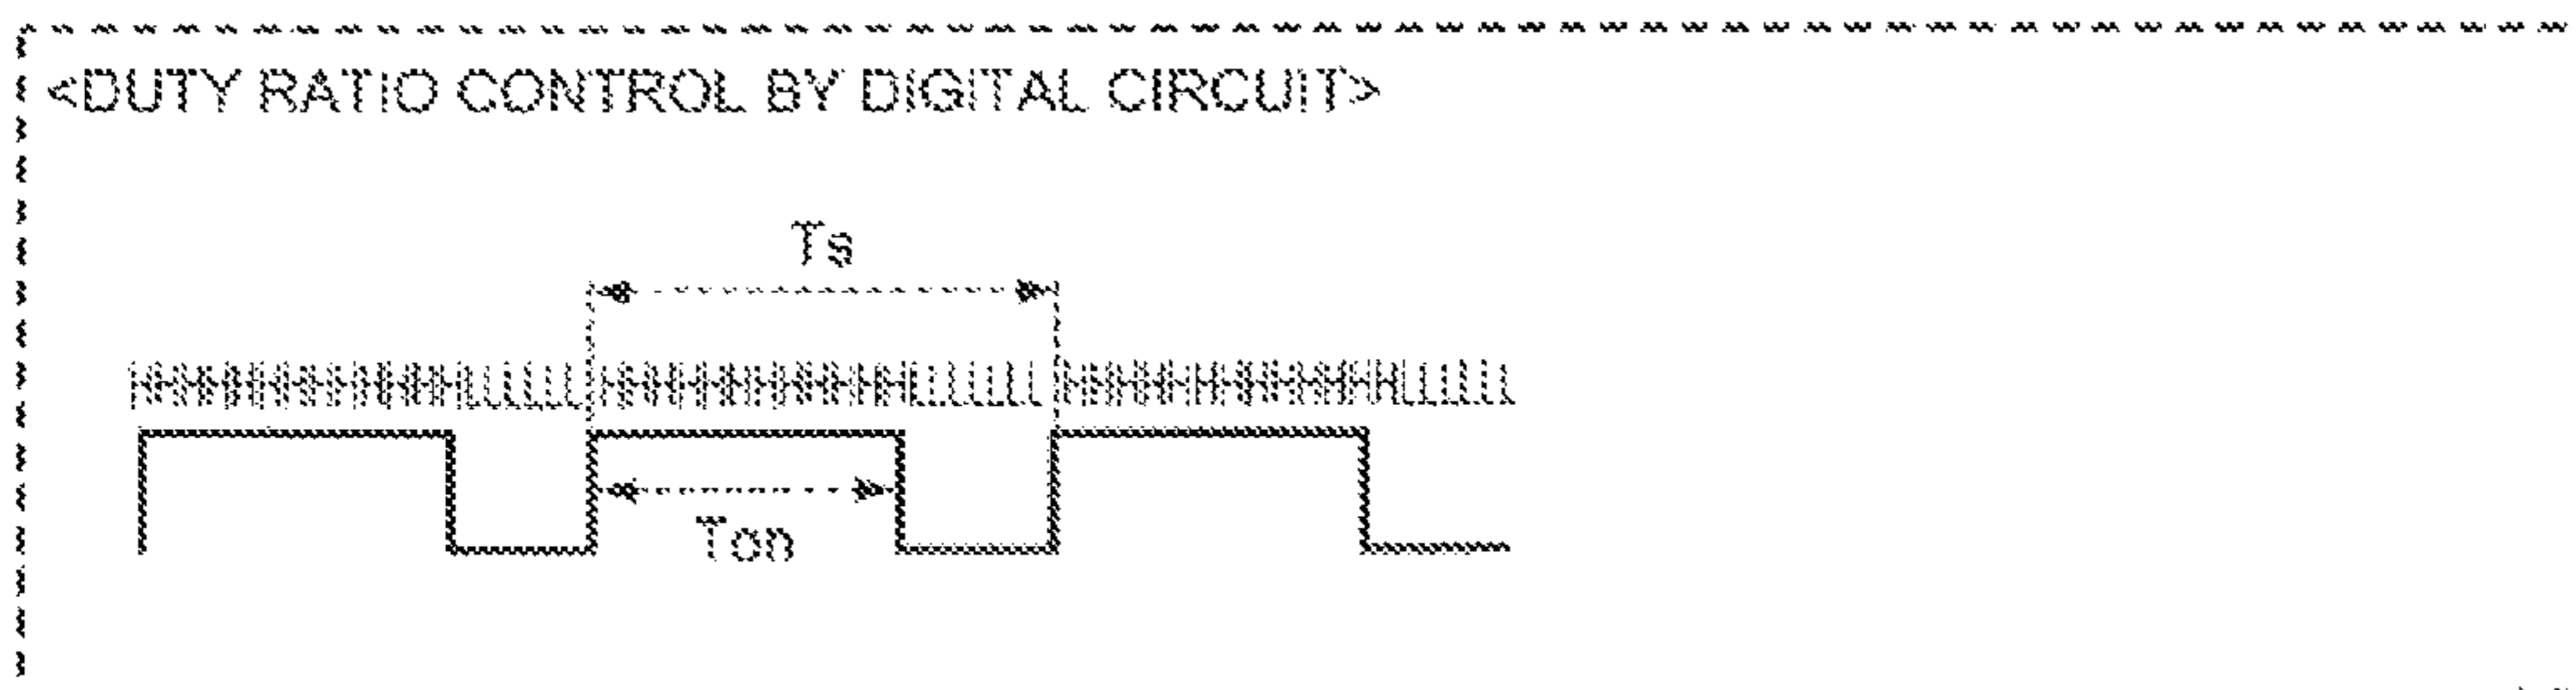 <DUTY RATIO CONTROL BY DIGITAL CIRCUIT>
Ts
Ton